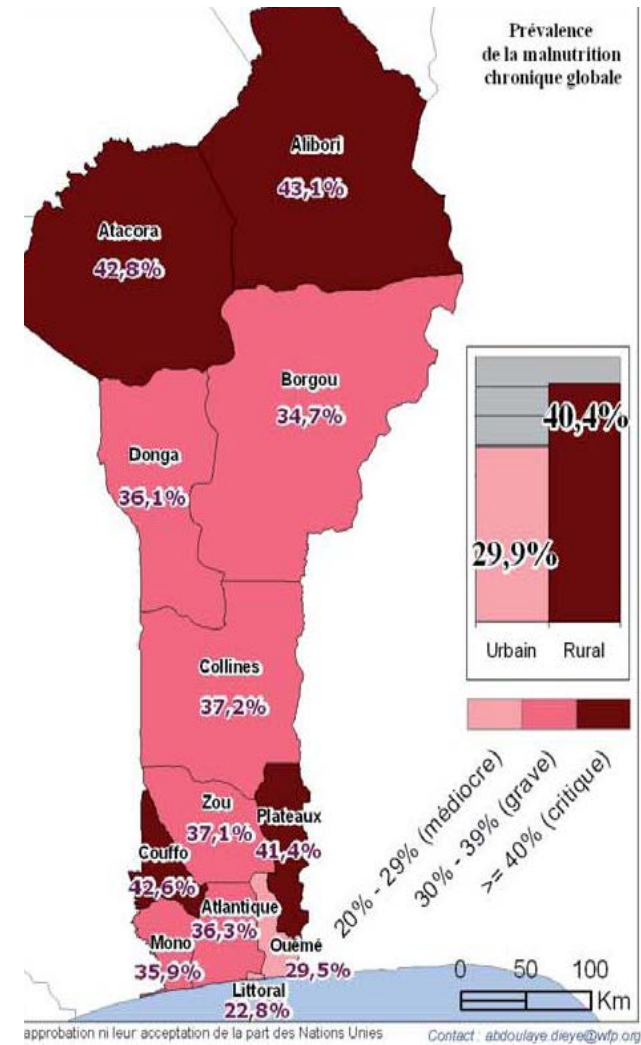 Prévalence
de la malnutrition
chronique globale
Alibori
43,1%
Atacora
42,8%
Borgou
34,7%
Donga
36,1%
40,4%
29,9%
Urbain Rural
Collines
37,2%
20% - 29% (médiocre)
30% - 39% (grave)
>= 40% (critique)
Zou
37,1%
Plateaux
41,4%
Couffo
42,6%
Atlantique
36,3%
Mono
35,9%
Ouémé
29,5%
Littoral
22,8%
0 50 100
Km
approbation ni leur acceptation de la part des Nations Unies
Contact : abdoulaye.dieye@wfp.org